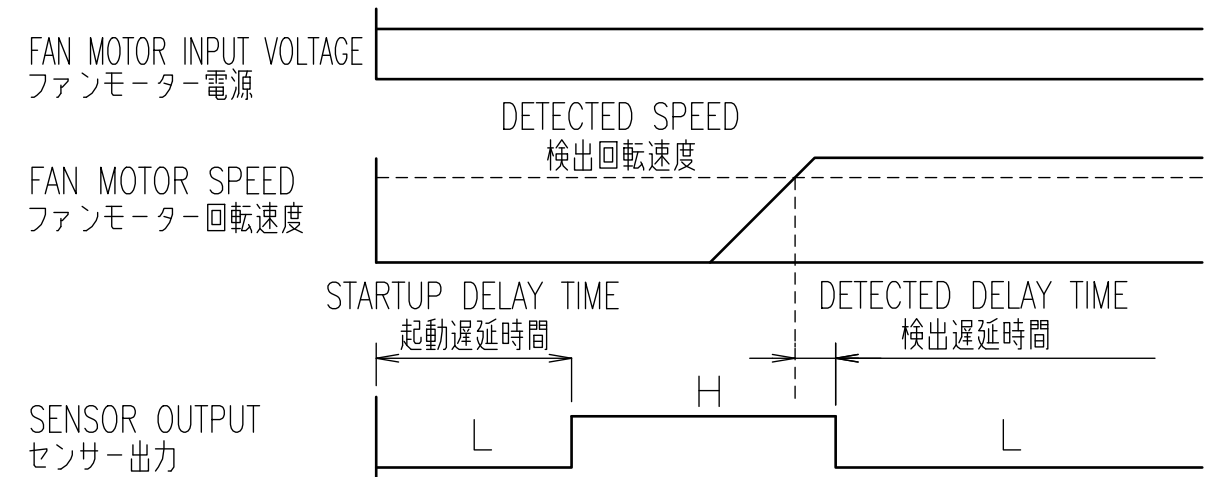 FAN MOTOR INPUT VOLTAGE
ファンモーター電源
DETECTED SPEED
検出回転速度
FAN MOTOR SPEED
ファンモーター回転速度
STARTUP DELAY TIME
起動遅延時間
DETECTED DELAY TIME
検出遅延時間
H
SENSOR OUTPUT
センサー出力
L
L